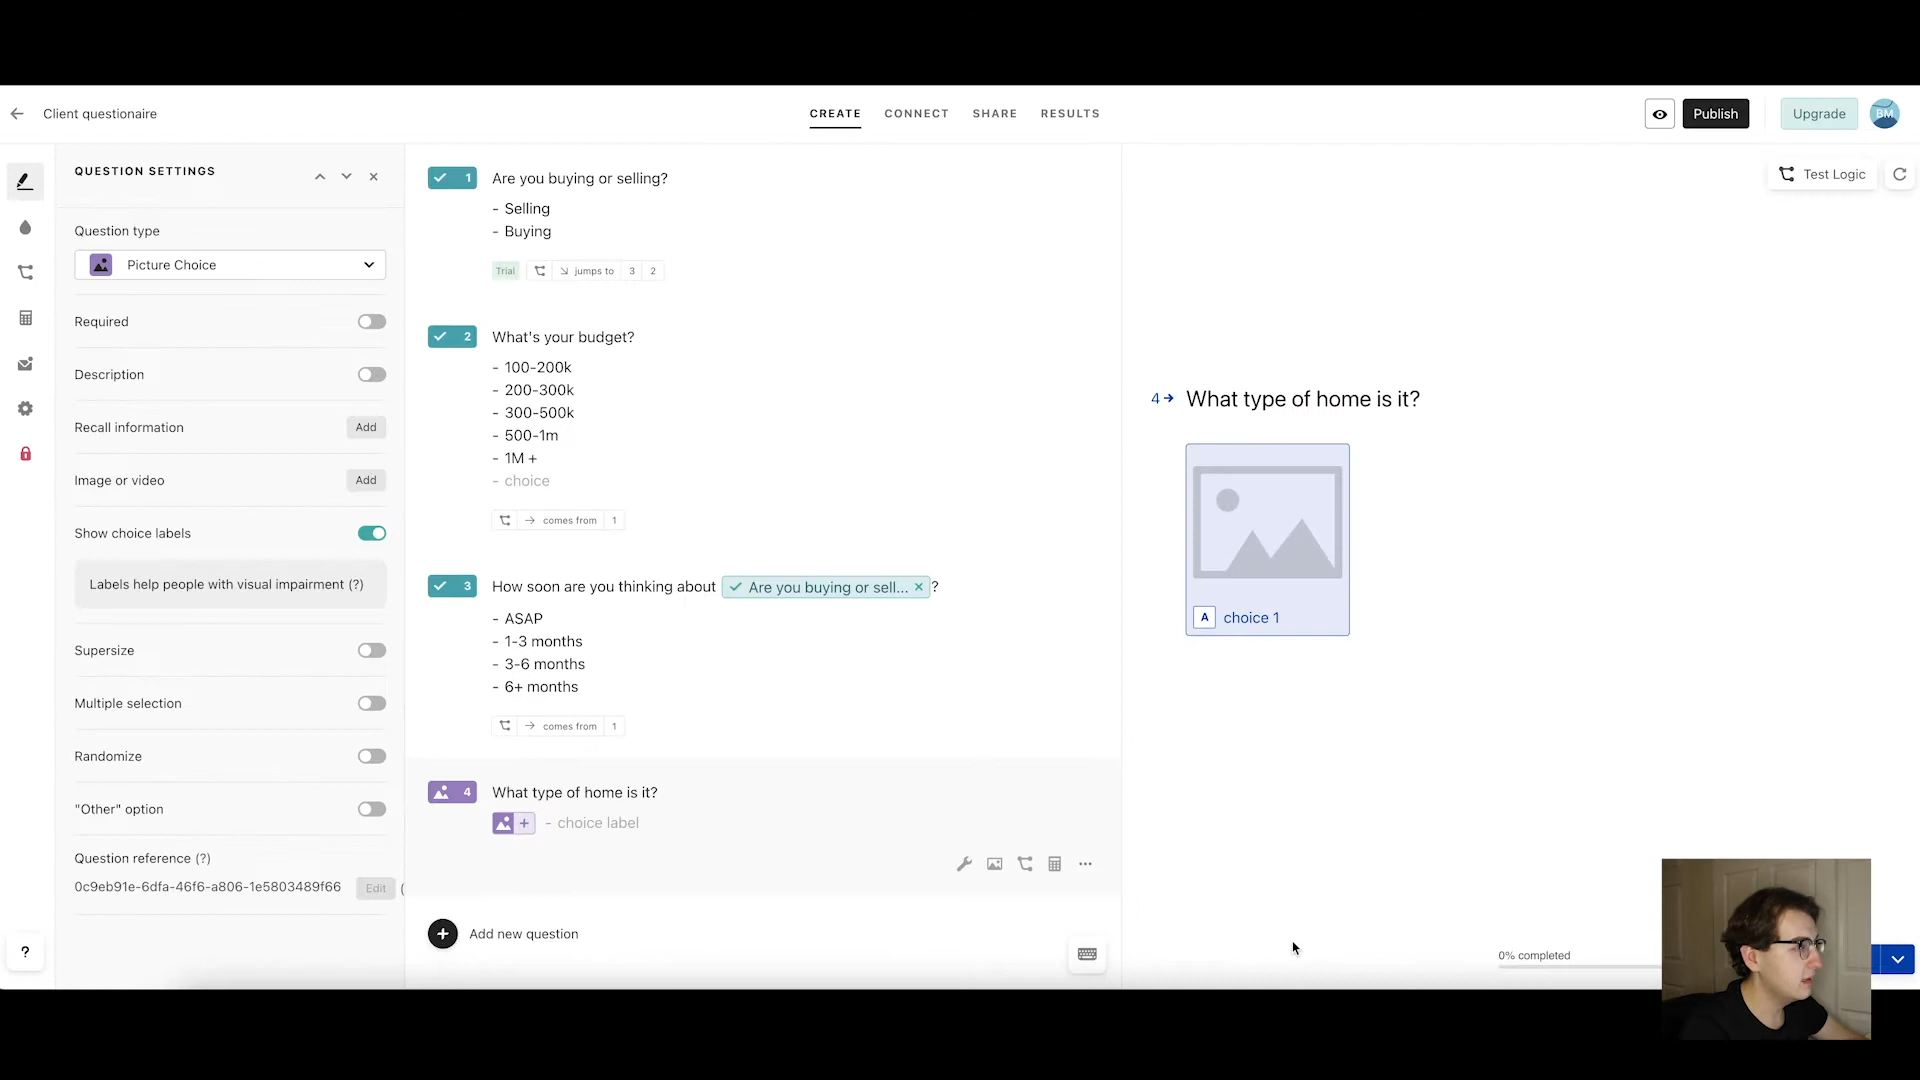 Client questionaire
CREATE
CONNECT
SHARE
RESULTS
Publish
Upgrade
BM
QUESTION SETTINGS
Question type
Picture Choice
Required
Description
Recall information
Add
Image or video
Add
Show choice labels
Labels help people with visual impairment (?)
Supersize
Multiple selection
Randomize
"Other" option
Question reference (?)
0c9eb91e-6dfa-46f6-a806-1e5803489f66
Edit
(
?
1
Are you buying or selling?
- Selling
- Buying
Trial
jumps to 3 2
2
What's your budget?
- 100-200k
- 200-300k
- 300-500k
- 500-1m
- 1M +
- choice
comes from 1
3
How soon are you thinking about Are you buying or sell... ?
- ASAP
- 1-3 months
- 3-6 months
- 6+ months
comes from 1
4
What type of home is it?
+ - choice label
+ Add new question
Test Logic
4 What type of home is it?
A choice 1
0% completed